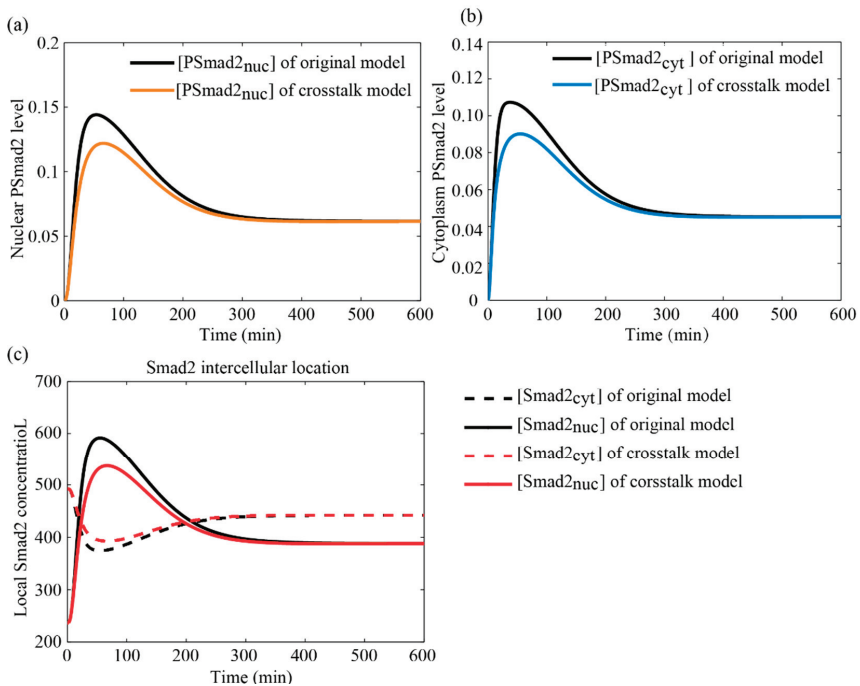 (a)
0.2
0.15
0.1
0.05
0
Nuclear PSmad2 level
[PSmad2nuc] of original model
[PSmad2nuc] of crosstalk model
0 100 200 300 400 500 600
Time (min)
(b)
0.14
0.12
0.10
0.08
0.06
0.04
0.02
0
Cytoplasm PSmad2 level
[PSmad2cyt ] of original model
[PSmad2cyt ] of crosstalk model
0 100 200 300 400 500 600
Time (min)
(c)
Smad2 intercellular location
700
600
500
400
300
200
Local Smad2 concentratioL
0 100 200 300 400 500 600
Time (min)
[Smad2cyt] of original model
[Smad2nuc] of original model
[Smad2cyt] of crosstalk model
[Smad2nuc] of corsstalk model